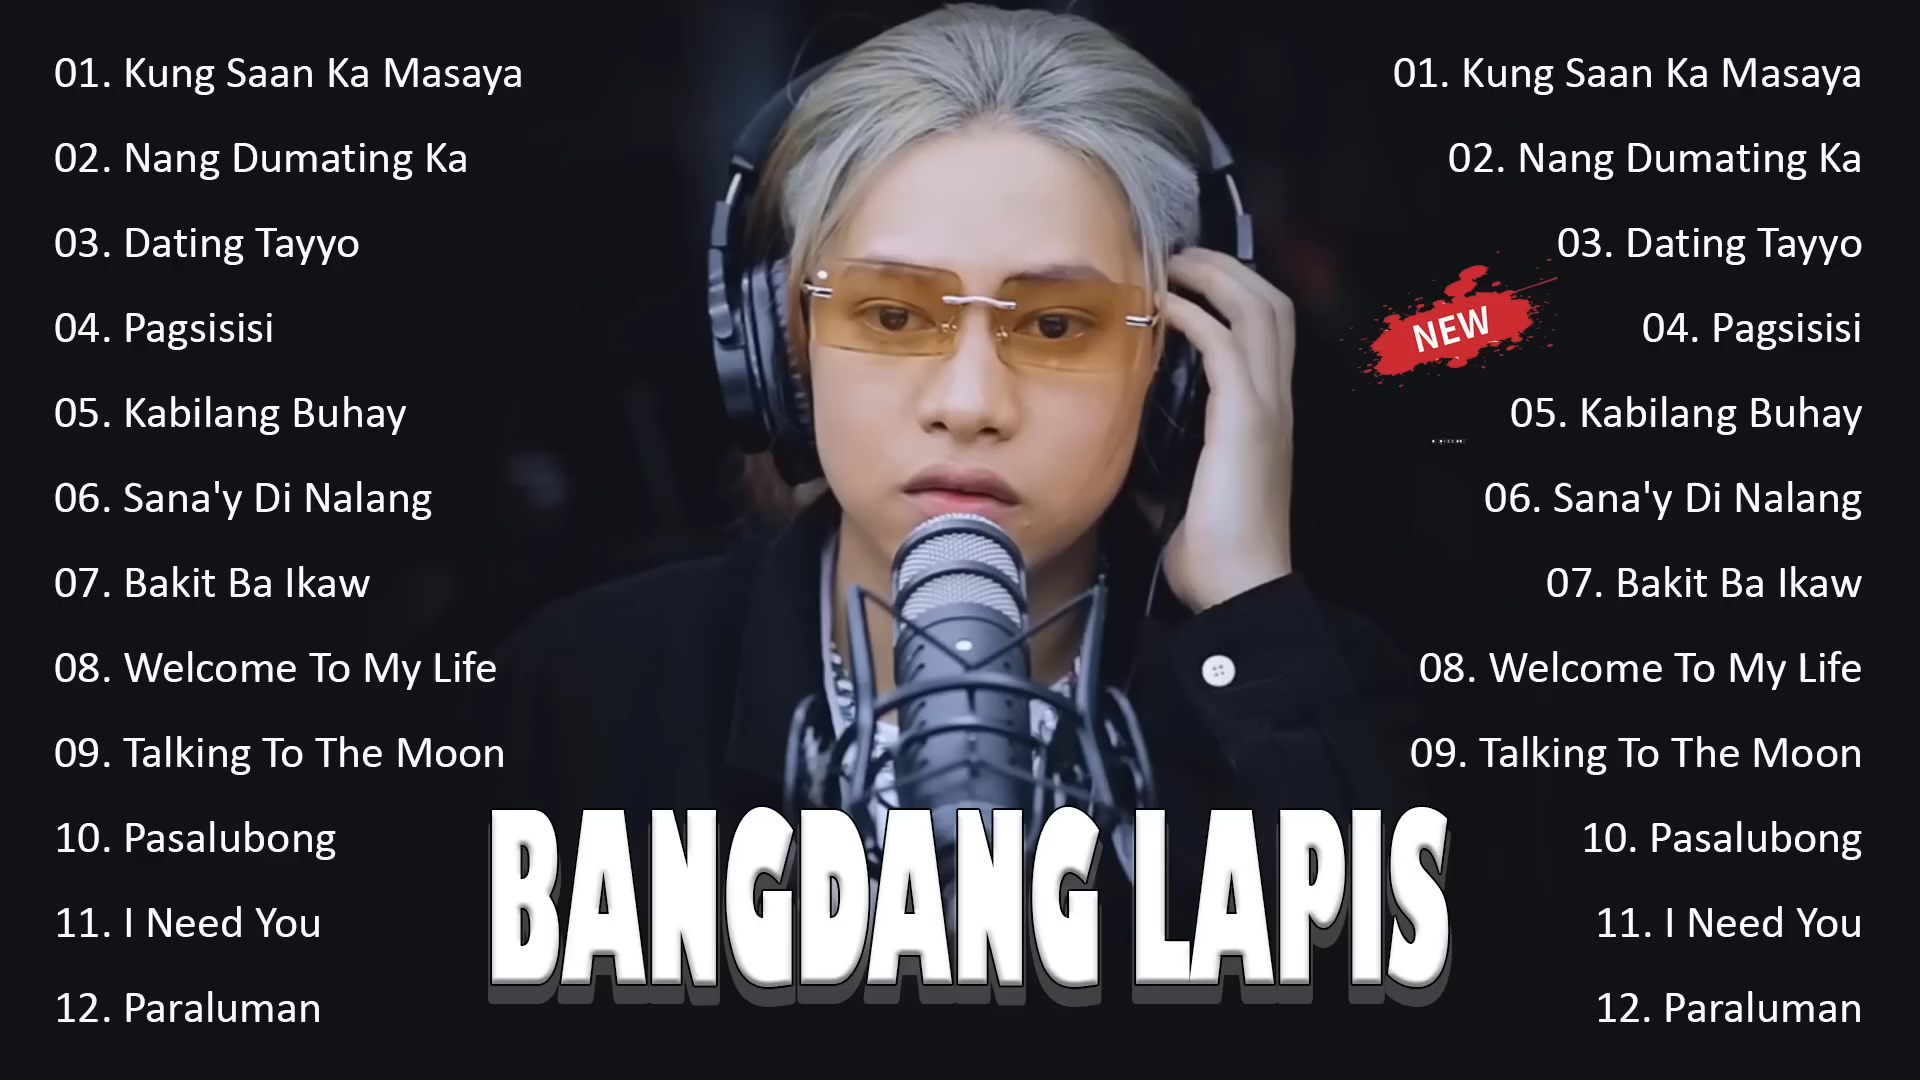 01. Kung Saan Ka Masaya
02. Nang Dumating Ka
03. Dating Tayyo
04. Pagsisisi
05. Kabilang Buhay
06. Sana'y Di Nalang
07. Bakit Ba Ikaw
08. Welcome To My Life
09. Talking To The Moon
10. Pasalubong
11. I Need You
12. Paraluman
BANGDANG LAPIS
01. Kung Saan Ka Masaya
02. Nang Dumating Ka
03. Dating Tayyo
NEW
04. Pagsisisi
05. Kabilang Buhay
06. Sana'y Di Nalang
07. Bakit Ba Ikaw
08. Welcome To My Life
09. Talking To The Moon
10. Pasalubong
11. I Need You
12. Paraluman